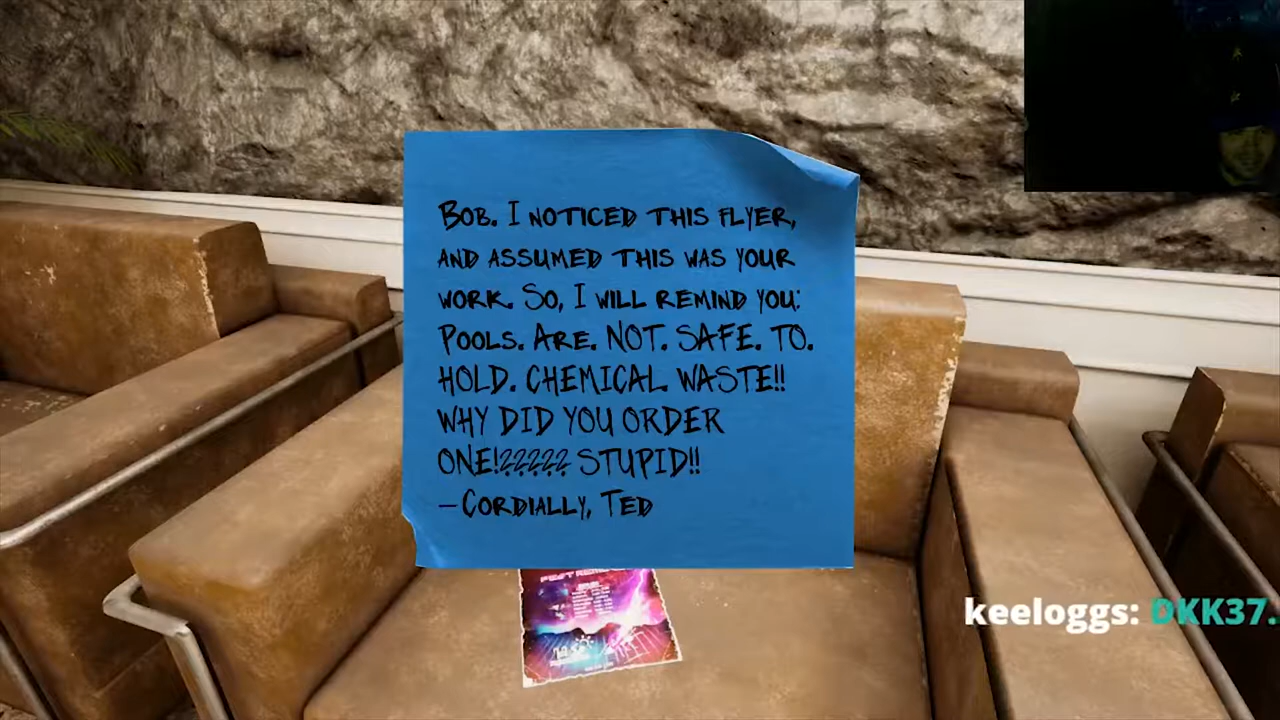 Bob. I noticed this flyer,
and assumed this was your
work. So, I will remind you:
Pools. Are. NOT. SAFE. TO.
HOLD. CHEMICAL WASTE!!
WHY DID YOU ORDER
ONE!????? STUPID!!
—Cordially, Ted
keeloggs: DKK37.